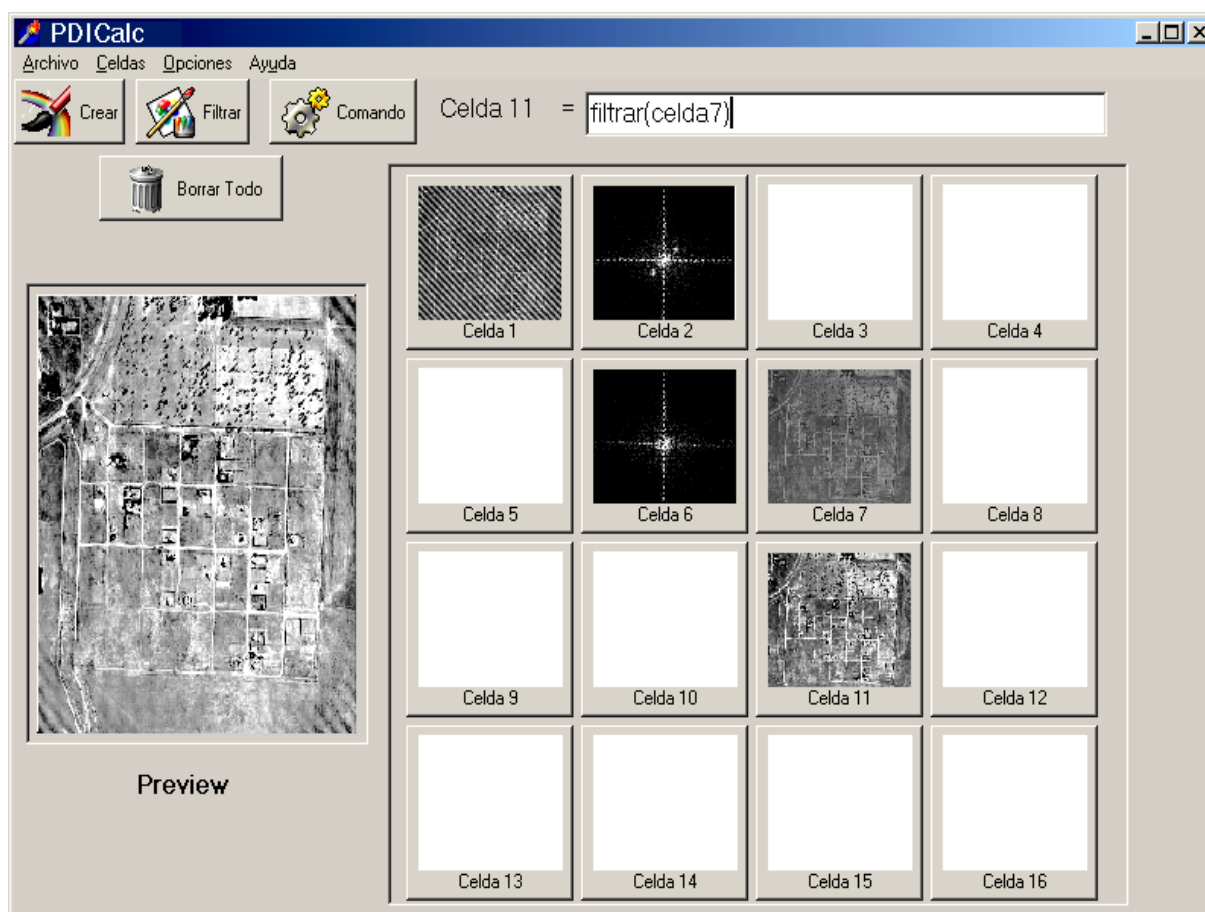 PDICalc
Archivo Celdas Opciones Ayuda
Crear Filtrar Comando Celda 11 = filtrar(celda7)
Borrar Todo
Celda 1 Celda 2 Celda 3 Celda 4
Celda 5 Celda 6 Celda 7 Celda 8
Celda 9 Celda 10 Celda 11 Celda 12
Preview
Celda 13 Celda 14 Celda 15 Celda 16